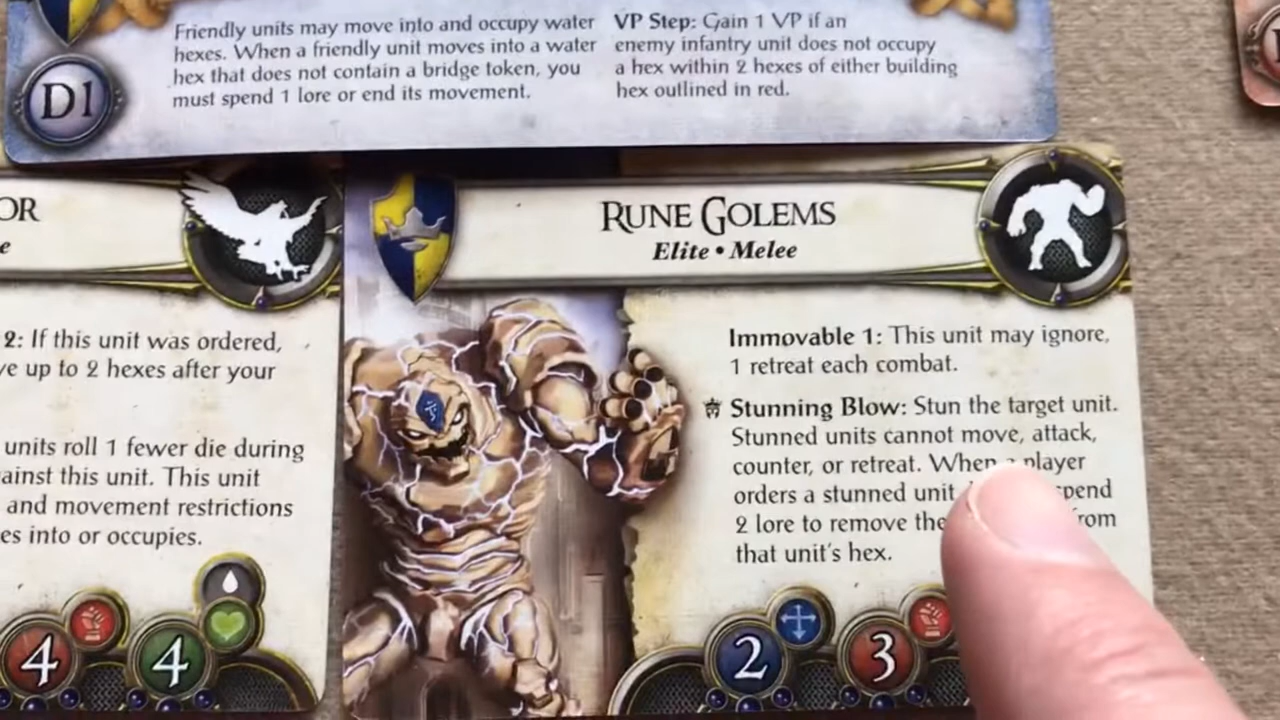 Friendly units may move into and occupy water
hexes. When a friendly unit moves into a water
hex that does not contain a bridge token, you
must spend 1 lore or end its movement.
VP Step: Gain 1 VP if an
enemy infantry unit does not occupy
a hex within 2 hexes of either building
hex outlined in red.
D1
OR
e
2: If this unit was ordered,
ve up to 2 hexes after your
units roll 1 fewer die during
ainst this unit. This unit
and movement restrictions
es into or occupies.
4
4
RUNE GOLEMS
Elite • Melee
Immovable 1: This unit may ignore
1 retreat each combat.
Stunning Blow: Stun the target unit.
Stunned units cannot move, attack,
counter, or retreat. When a player
orders a stunned unit spend
2 lore to remove the from
that unit's hex.
2
3